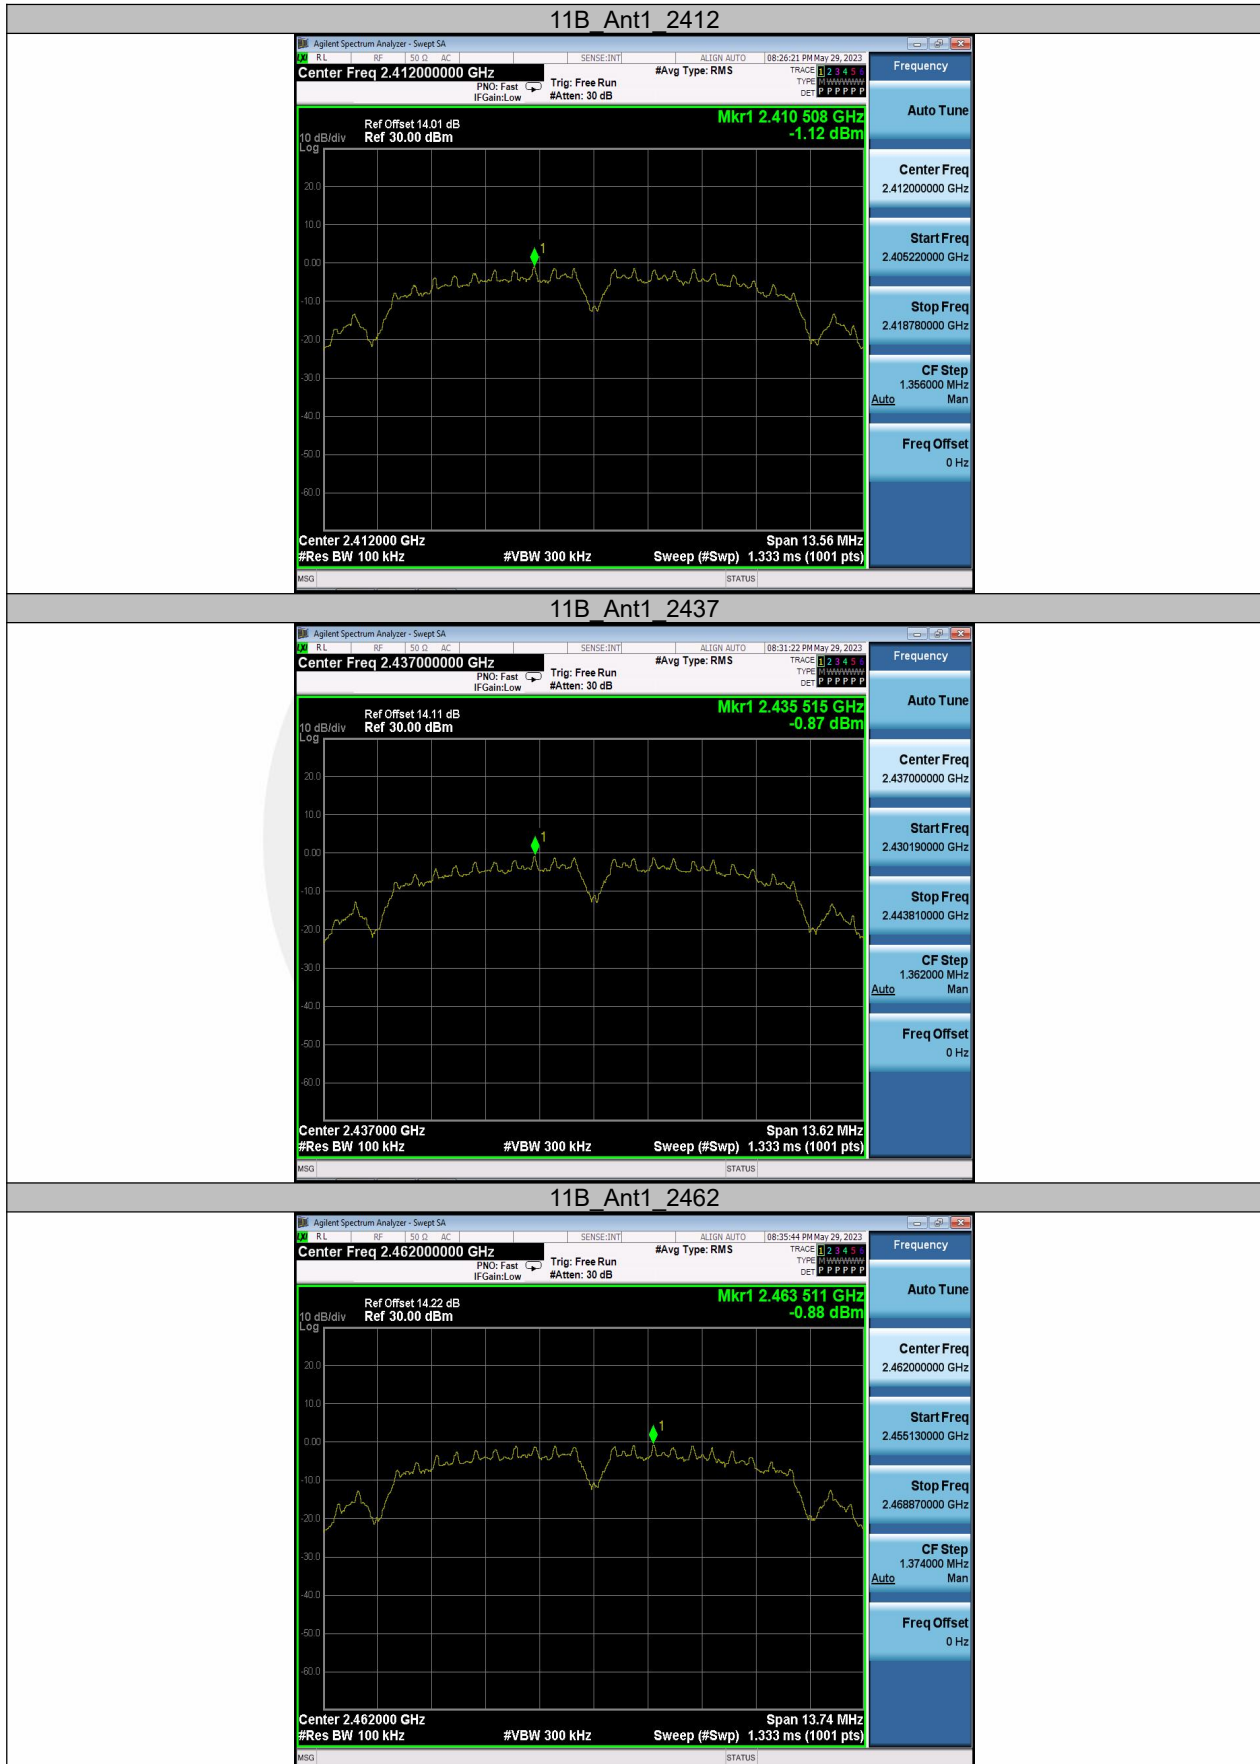 11B_Ant1_2412
Agilent Spectrum Analyzer - Swept SA
LXI RL RF 50 Ω AC SENSE:INT ALIGN AUTO 08:26:21 PM May 29, 2023
Center Freq 2.412000000 GHz #Avg Type: RMS TRACE 1 2 3 4 5 6
PNO: Fast Trig: Free Run TYPE M WWWWW
IFGain:Low #Atten: 30 dB DET P P P P P P
Frequency
Mkr1 2.410 508 GHz
Ref Offset 14.01 dB
10 dB/div Ref 30.00 dBm -1.12 dBm
Log
20.0
10.0
0.00
-10.0
-20.0
-30.0
-40.0
-50.0
-60.0
1
Center 2.412000 GHz Span 13.56 MHz
#Res BW 100 kHz #VBW 300 kHz Sweep (#Swp) 1.333 ms (1001 pts)
MSG STATUS
Auto Tune
Center Freq
2.412000000 GHz
Start Freq
2.405220000 GHz
Stop Freq
2.418780000 GHz
CF Step
1.356000 MHz
Auto Man
Freq Offset
0 Hz
11B_Ant1_2437
Agilent Spectrum Analyzer - Swept SA
LXI RL RF 50 Ω AC SENSE:INT ALIGN AUTO 08:31:22 PM May 29, 2023
Center Freq 2.437000000 GHz #Avg Type: RMS TRACE 1 2 3 4 5 6
PNO: Fast Trig: Free Run TYPE M WWWWW
IFGain:Low #Atten: 30 dB DET P P P P P P
Frequency
Mkr1 2.435 515 GHz
Ref Offset 14.11 dB
10 dB/div Ref 30.00 dBm -0.87 dBm
Log
20.0
10.0
0.00
-10.0
-20.0
-30.0
-40.0
-50.0
-60.0
1
Center 2.437000 GHz Span 13.62 MHz
#Res BW 100 kHz #VBW 300 kHz Sweep (#Swp) 1.333 ms (1001 pts)
MSG STATUS
Auto Tune
Center Freq
2.437000000 GHz
Start Freq
2.430190000 GHz
Stop Freq
2.443810000 GHz
CF Step
1.362000 MHz
Auto Man
Freq Offset
0 Hz
11B_Ant1_2462
Agilent Spectrum Analyzer - Swept SA
LXI RL RF 50 Ω AC SENSE:INT ALIGN AUTO 08:35:44 PM May 29, 2023
Center Freq 2.462000000 GHz #Avg Type: RMS TRACE 1 2 3 4 5 6
PNO: Fast Trig: Free Run TYPE M WWWWW
IFGain:Low #Atten: 30 dB DET P P P P P P
Frequency
Mkr1 2.463 511 GHz
Ref Offset 14.22 dB
10 dB/div Ref 30.00 dBm -0.88 dBm
Log
20.0
10.0
0.00
-10.0
-20.0
-30.0
-40.0
-50.0
-60.0
1
Center 2.462000 GHz Span 13.74 MHz
#Res BW 100 kHz #VBW 300 kHz Sweep (#Swp) 1.333 ms (1001 pts)
MSG STATUS
Auto Tune
Center Freq
2.462000000 GHz
Start Freq
2.455130000 GHz
Stop Freq
2.468870000 GHz
CF Step
1.374000 MHz
Auto Man
Freq Offset
0 Hz